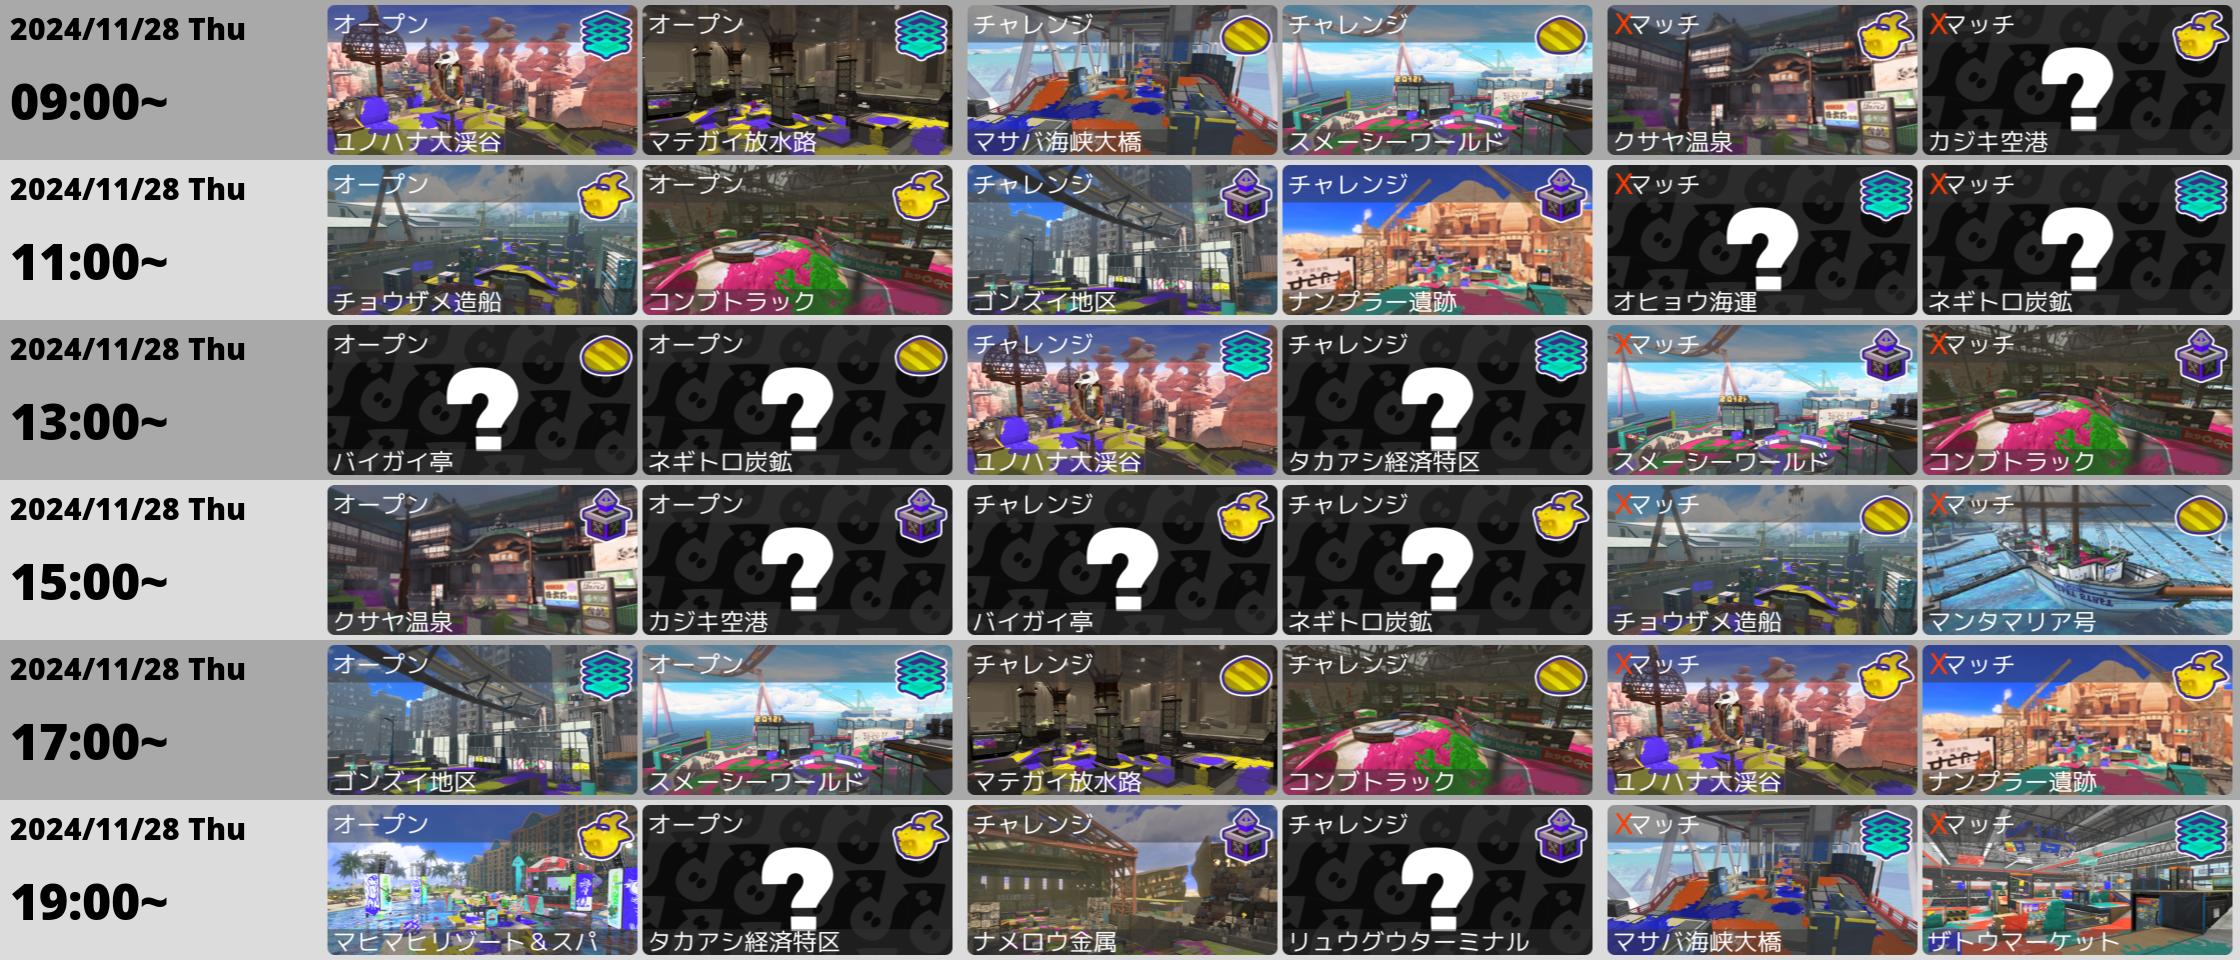 2024/11/28 Thu
09:00~
オープン
ユノハナ大渓谷
オープン
マテガイ放水路
チャレンジ
マサバ海峡大橋
チャレンジ
スメーシーワールド
Xマッチ
クサヤ温泉
Xマッチ
?
カジキ空港
2024/11/28 Thu
11:00~
オープン
チョウザメ造船
オープン
コンブトラック
チャレンジ
ゴンズイ地区
チャレンジ
ナンプラー遺跡
Xマッチ
?
オヒョウ海運
Xマッチ
?
ネギトロ炭鉱
2024/11/28 Thu
13:00~
オープン
?
バイガイ亭
オープン
?
ネギトロ炭鉱
チャレンジ
ユノハナ大渓谷
チャレンジ
?
タカアシ経済特区
Xマッチ
スメーシーワールド
Xマッチ
コンブトラック
2024/11/28 Thu
15:00~
オープン
クサヤ温泉
オープン
?
カジキ空港
チャレンジ
?
バイガイ亭
チャレンジ
?
ネギトロ炭鉱
Xマッチ
チョウザメ造船
Xマッチ
マンタマリア号
2024/11/28 Thu
17:00~
オープン
ゴンズイ地区
オープン
スメーシーワールド
チャレンジ
マテガイ放水路
チャレンジ
コンブトラック
Xマッチ
ユノハナ大渓谷
Xマッチ
ナンプラー遺跡
2024/11/28 Thu
19:00~
オープン
マヒマヒリゾート＆スパ
オープン
?
タカアシ経済特区
チャレンジ
ナメロウ金属
チャレンジ
?
リュウグウターミナル
Xマッチ
マサバ海峡大橋
Xマッチ
ザトウマーケット